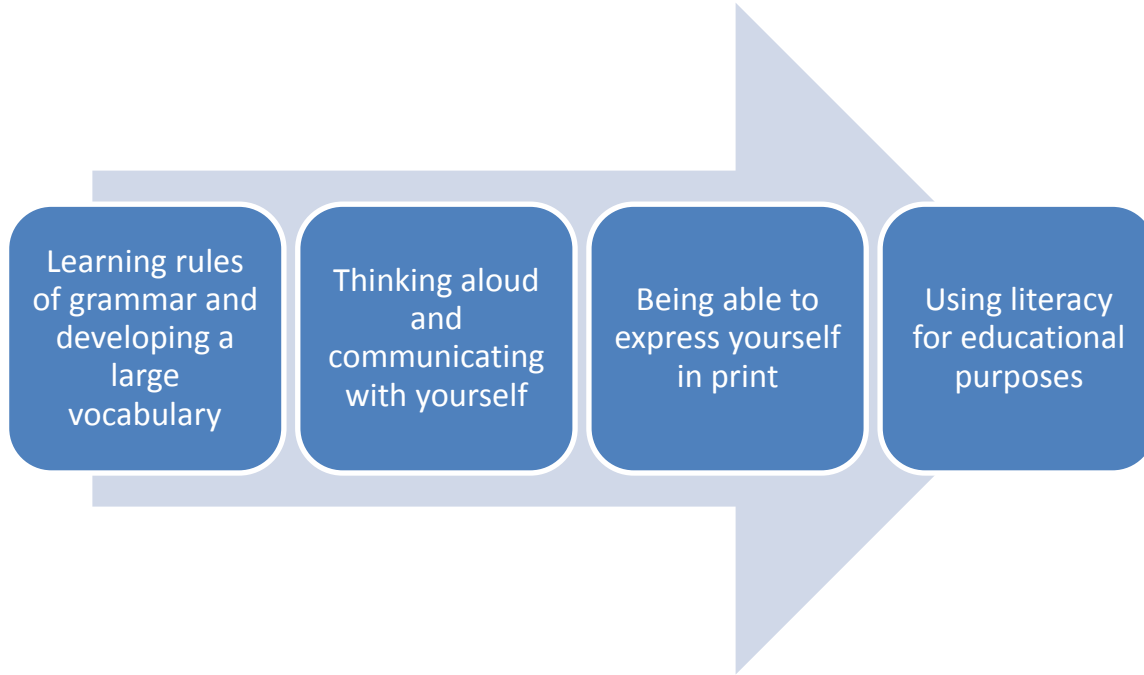 Learning rules
of grammar and
developing a
large
vocabulary
Thinking aloud
and
communicating
with yourself
Being able to
express yourself
in print
Using literacy
for educational
purposes